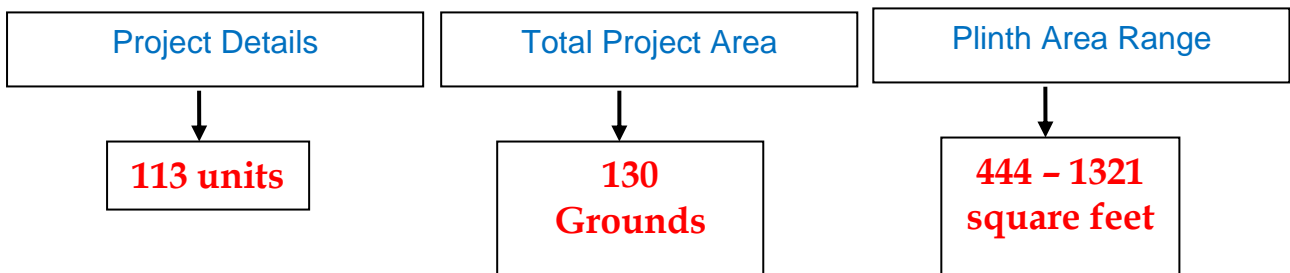 Project Details
113 units
Total Project Area
130
Grounds
Plinth Area Range
444 – 1321
square feet